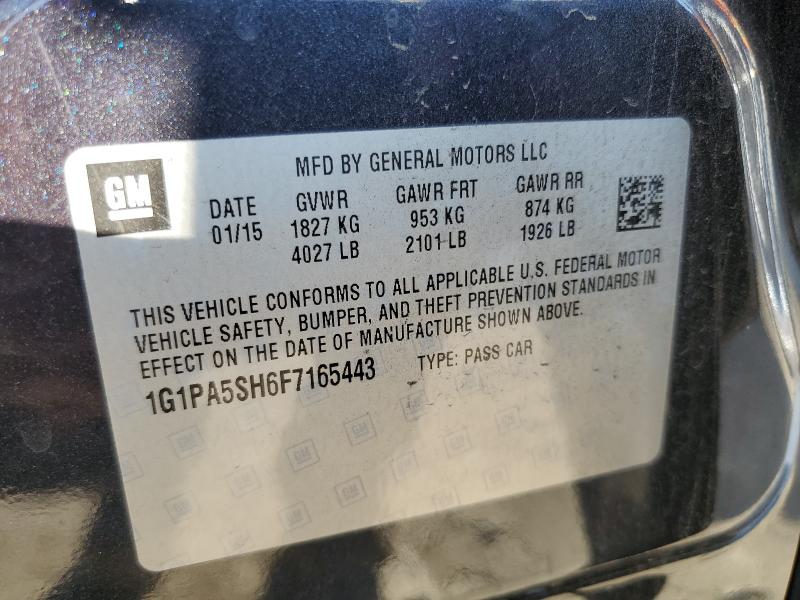 GM
MFD BY GENERAL MOTORS LLC
DATE GVWR GAWR FRT GAWR RR
01/15 1827 KG 953 KG 874 KG
4027 LB 2101 LB 1926 LB
THIS VEHICLE CONFORMS TO ALL APPLICABLE U.S. FEDERAL MOTOR
VEHICLE SAFETY, BUMPER, AND THEFT PREVENTION STANDARDS IN
EFFECT ON THE DATE OF MANUFACTURE SHOWN ABOVE.
1G1PA5SH6F7165443 TYPE: PASS CAR